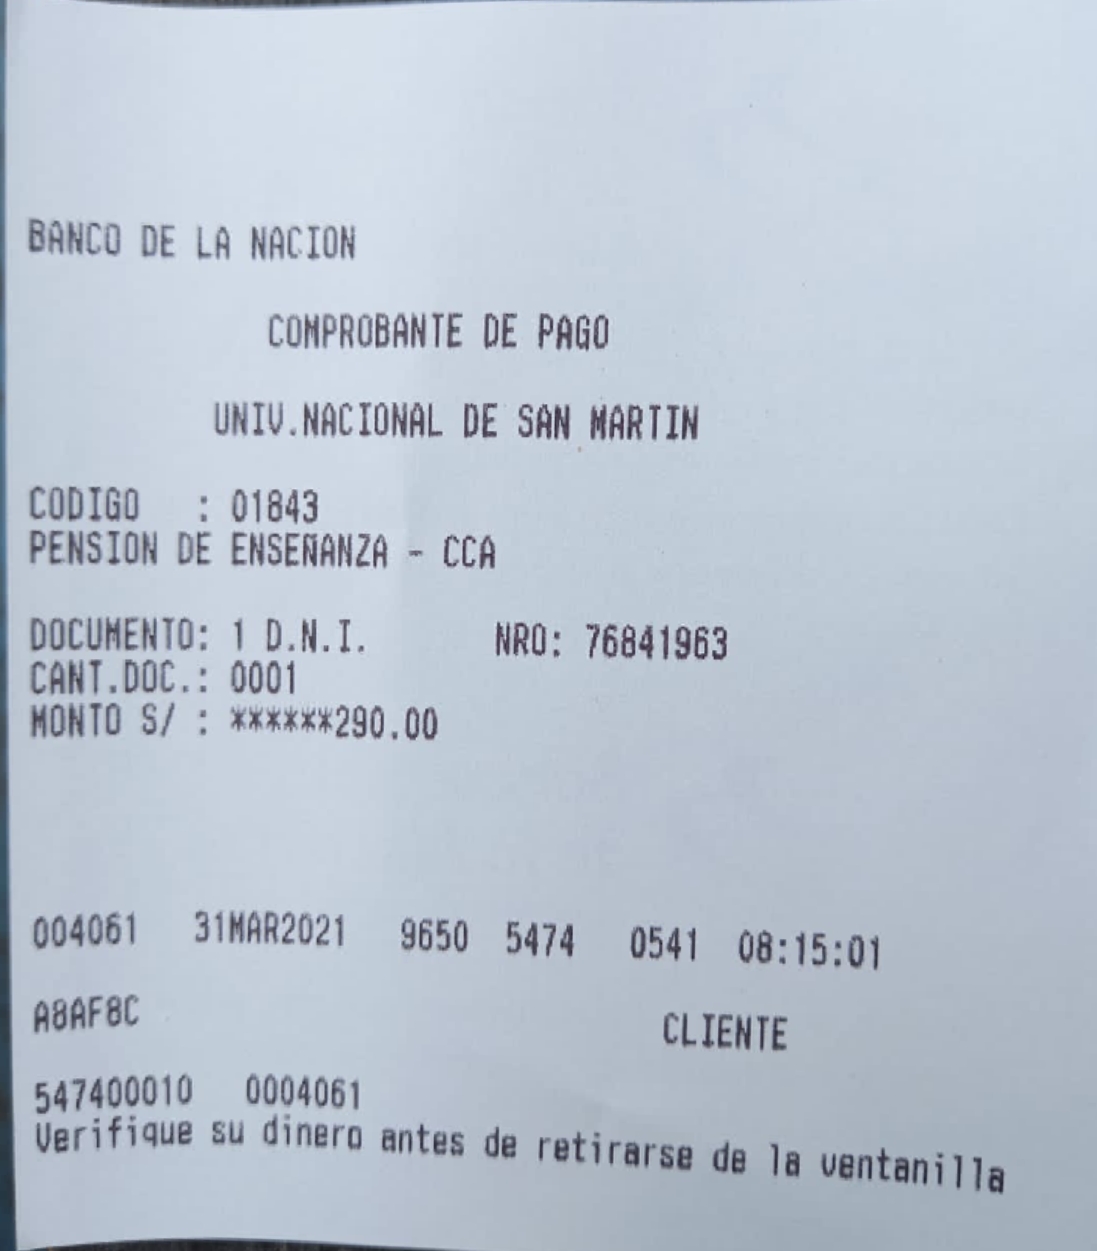 BANCO DE LA NACION
COMPROBANTE DE PAGO
UNIV.NACIONAL DE SAN MARTIN
CODIGO : 01843
PENSION DE ENSEÑANZA - CCA
DOCUMENTO: 1 D.N.I. NRO: 76841963
CANT.DOC.: 0001
MONTO S/ : ******290.00
004061 31MAR2021 9650 5474 0541 08:15:01
A8AF8C CLIENTE
547400010 0004061
Verifique su dinero antes de retirarse de la ventanilla